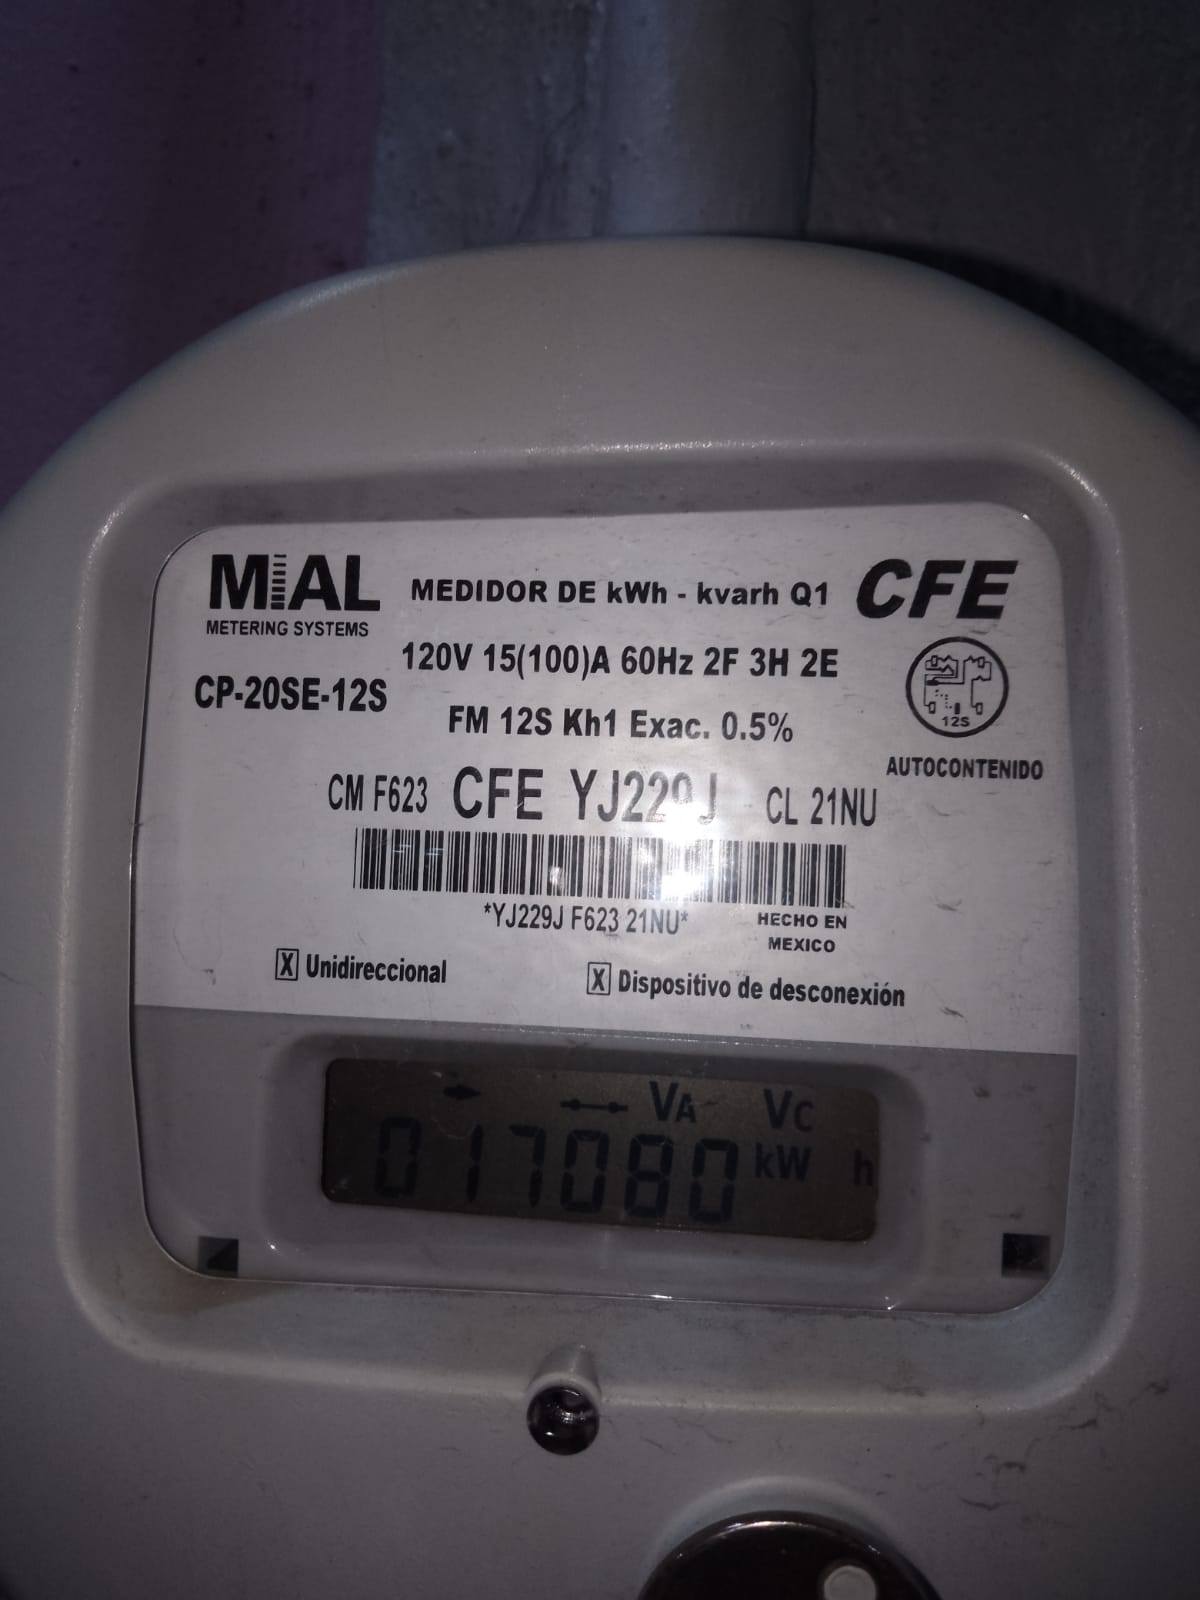 MIAL
METERING SYSTEMS
MEDIDOR DE kWh - kvarh Q1
CFE
120V 15(100)A 60Hz 2F 3H 2E
CP-20SE-12S
FM 12S Kh1 Exac. 0.5%
12S
AUTOCONTENIDO
CM F623 CFE YJ229J CL 21NU
*YJ229J F623 21NU*
HECHO EN
MEXICO
X Unidireccional
X Dispositivo de desconexión
VA VC
017080 kW h